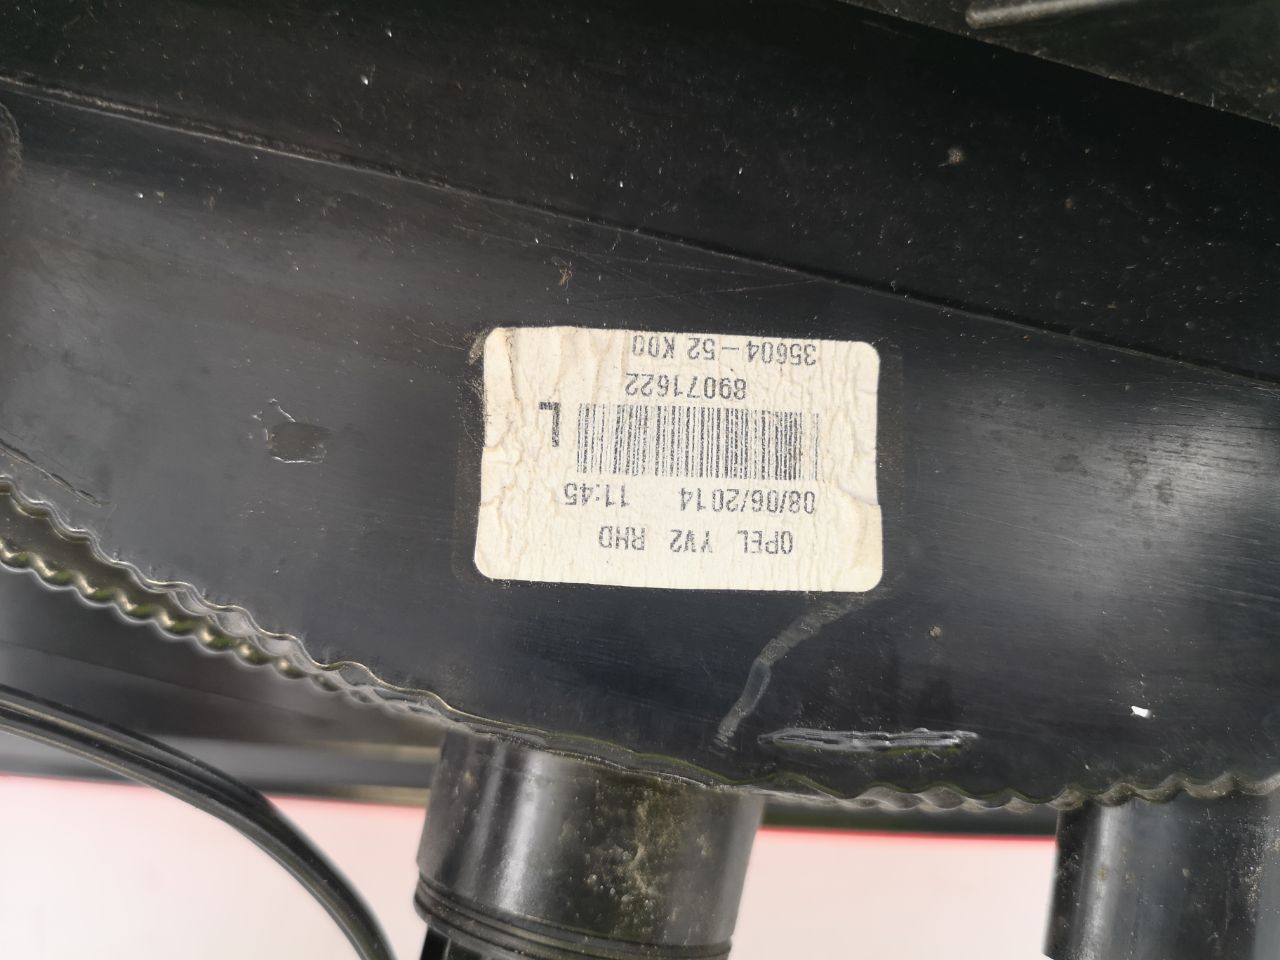 OPEL YV2 RHD
08/06/2014 11:45
L
89071622
35604-52 K00